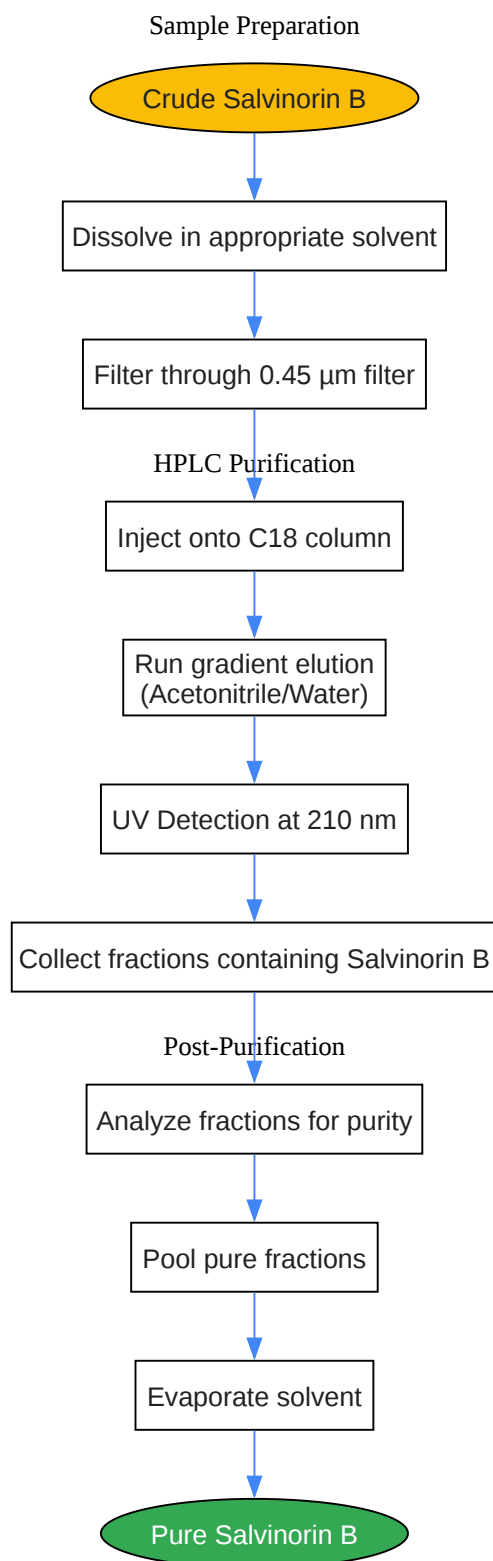 Sample Preparation
Crude Salvinorin B
Dissolve in appropriate solvent
Filter through 0.45 µm filter
HPLC Purification
Inject onto C18 column
Run gradient elution
(Acetonitrile/Water)
UV Detection at 210 nm
Collect fractions containing Salvinorin B
Post-Purification
Analyze fractions for purity
Pool pure fractions
Evaporate solvent
Pure Salvinorin B